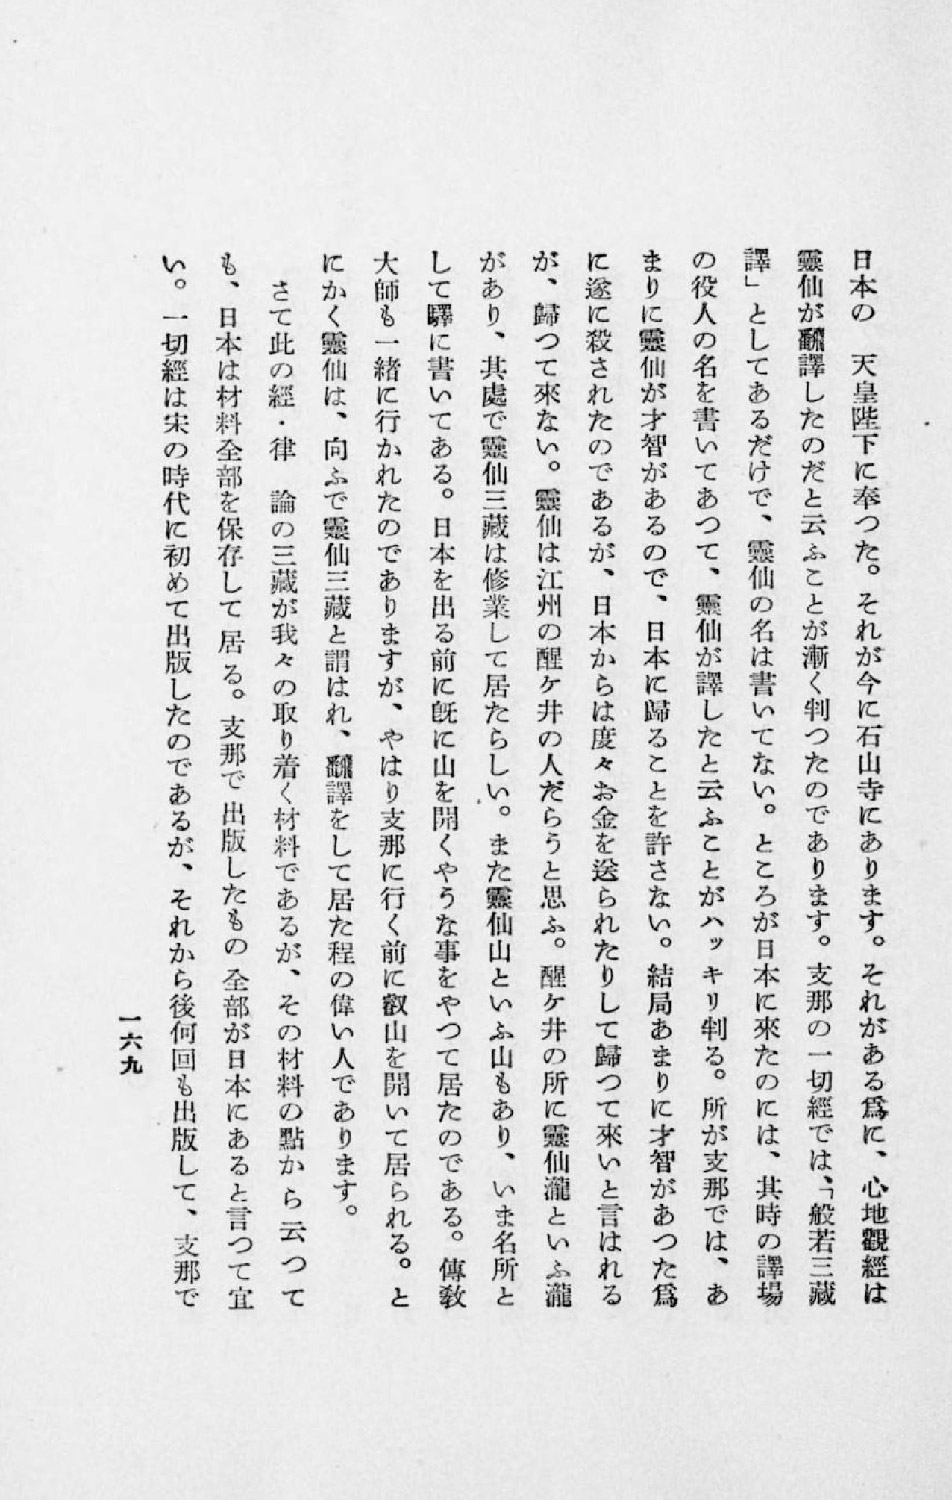 日本の　天皇陛下に奉つた。それが今に石山寺にあります。それがある爲に、心地觀經は
靈仙が飜譯したのだと云ふことが漸く判つたのであります。支那の一切經では、「般若三藏
譯」としてあるだけで、靈仙の名は書いてない。ところが日本に來たのには、其時の譯場
の役人の名を書いてあつて、靈仙が譯したと云ふことがハッキリ判る。所が支那では、あ
まりに靈仙が才智があるので、日本に歸ることを許さない。結局あまりに才智があつた爲
に遂に殺されたのであるが、日本からは度々お金を送られたりして歸つて來いと言はれる
が、歸つて來ない。靈仙は江州の醒ケ井の人だらうと思ふ。醒ケ井の所に靈仙瀧といふ瀧
があり、其處で靈仙三藏は修業して居たらしい。また靈仙山といふ山もあり、いま名所と
して驛に書いてある。日本を出る前に旣に山を開くやうな事をやつて居たのである。傳敎
大師も一緖に行かれたのでありますが、やはり支那に行く前に叡山を開いて居られる。と
にかく靈仙は、向ふで靈仙三藏と謂はれ、飜譯をして居た程の偉い人であります。
さて此の經・律　論の三藏が我々の取り着く材料であるが、その材料の點から云つて
も、日本は材料全部を保存して居る。支那で出版したもの全部が日本にあると言つて宜
い。一切經は宋の時代に初めて出版したのであるが、それから後何回も出版して、支那で
一六九